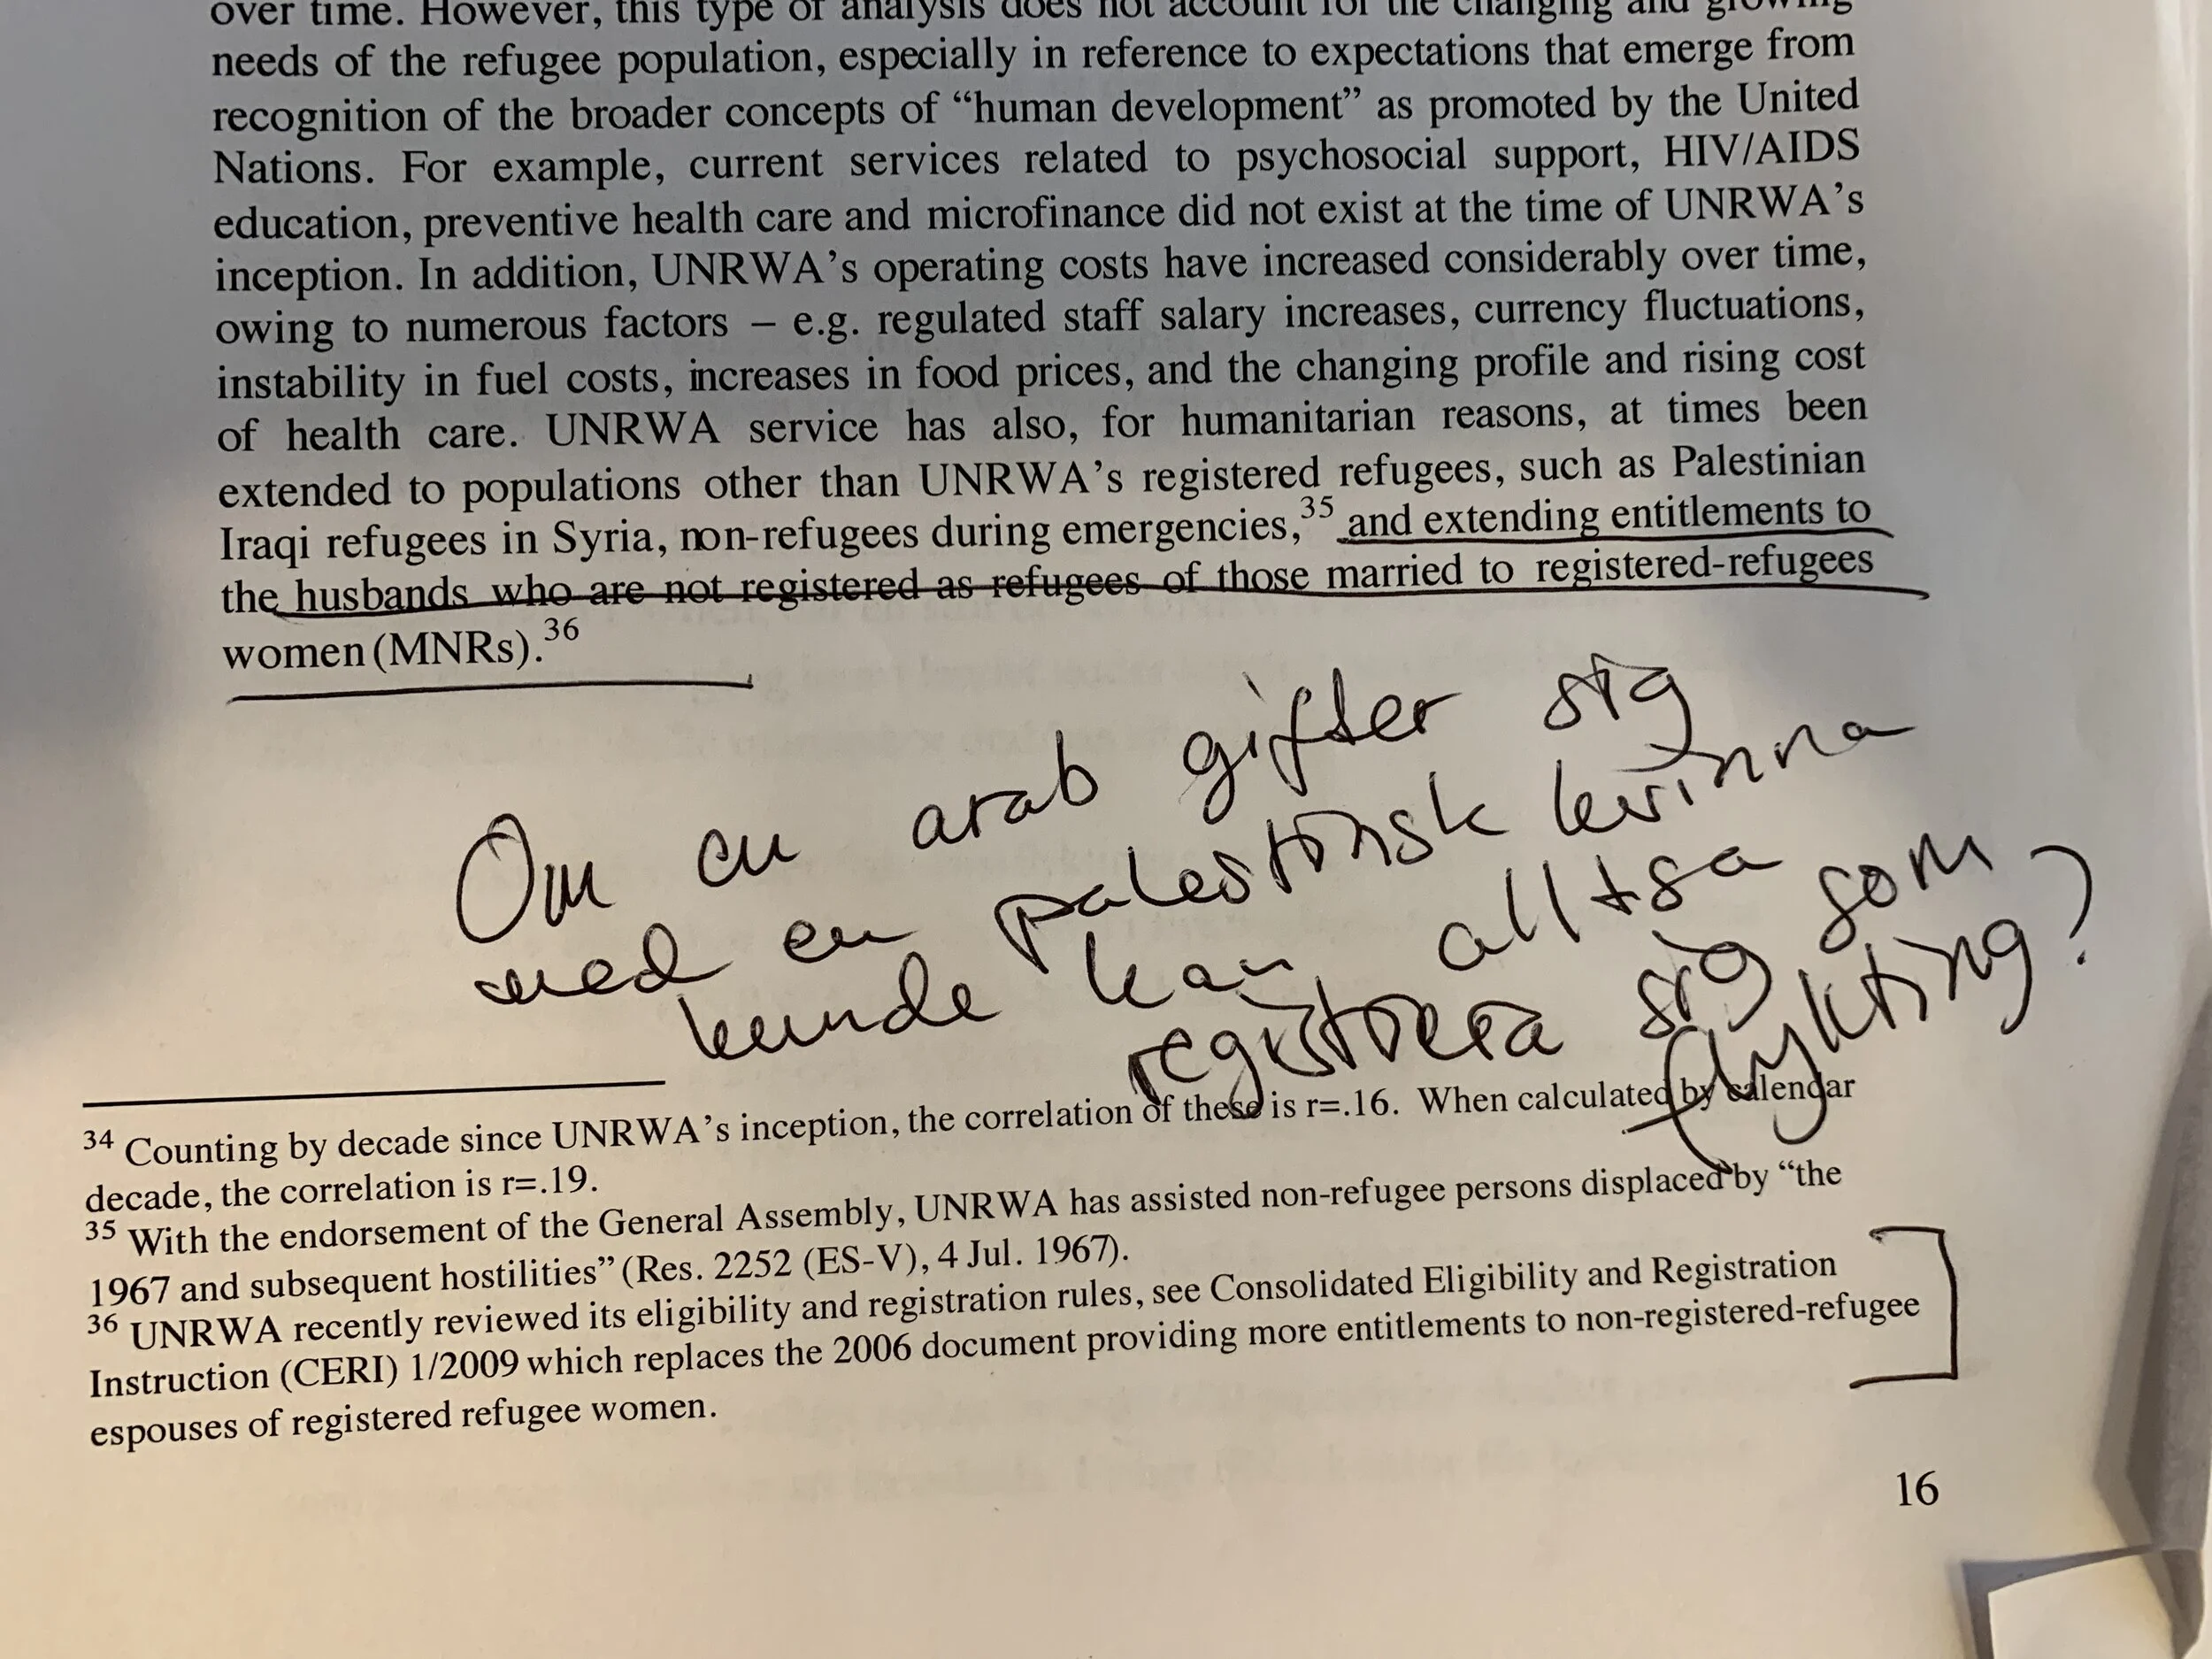 over time. However, this type of analysis does not account for the changing and growing
needs of the refugee population, especially in reference to expectations that emerge from
recognition of the broader concepts of “human development” as promoted by the United
Nations. For example, current services related to psychosocial support, HIV/AIDS
education, preventive health care and microfinance did not exist at the time of UNRWA’s
inception. In addition, UNRWA’s operating costs have increased considerably over time,
owing to numerous factors – e.g. regulated staff salary increases, currency fluctuations,
instability in fuel costs, increases in food prices, and the changing profile and rising cost
of health care. UNRWA service has also, for humanitarian reasons, at times been
extended to populations other than UNRWA’s registered refugees, such as Palestinian
Iraqi refugees in Syria, non-refugees during emergencies,35 and extending entitlements to
the husbands who are not registered as refugees of those married to registered-refugees
women (MNRs).36
Om en arab gifter sig
med en palestinsk kvinna
kunde kan alltså
registrera sig som
flykting?
34 Counting by decade since UNRWA’s inception, the correlation of these is r=.16. When calculated by calendar
decade, the correlation is r=.19.
35 With the endorsement of the General Assembly, UNRWA has assisted non-refugee persons displaced by “the
1967 and subsequent hostilities” (Res. 2252 (ES-V), 4 Jul. 1967).
36 UNRWA recently reviewed its eligibility and registration rules, see Consolidated Eligibility and Registration
Instruction (CERI) 1/2009 which replaces the 2006 document providing more entitlements to non-registered-refugee
espouses of registered refugee women.
16